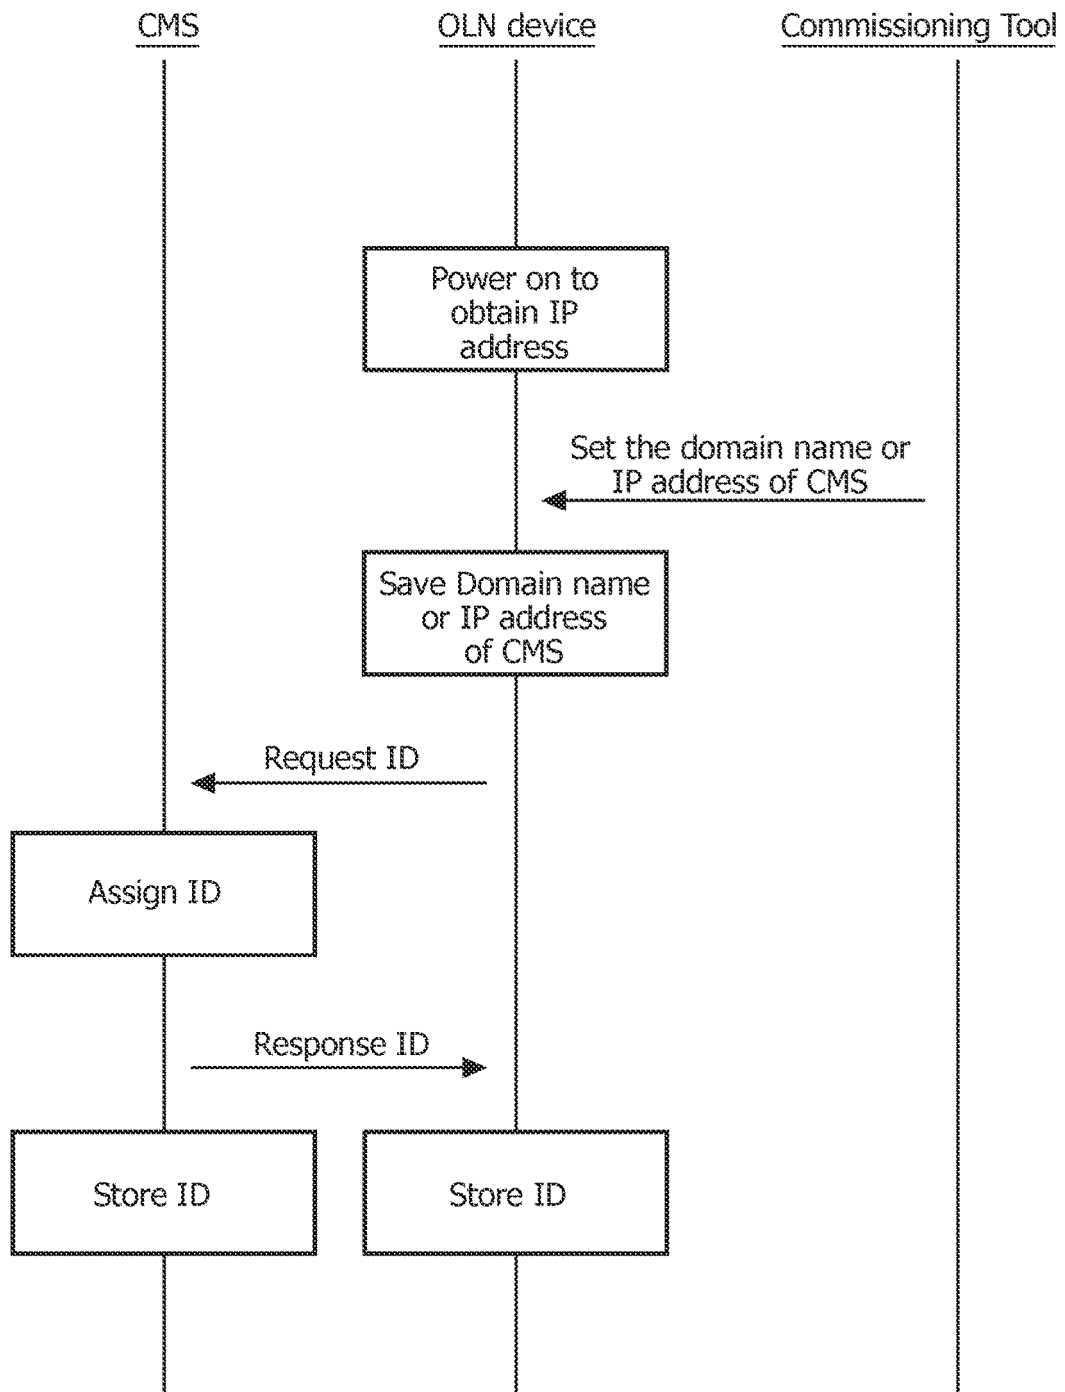 CMS
OLN device
Commissioning Tool
Power on to
obtain IP
address
Set the domain name or
IP address of CMS
Save Domain name
or IP address
of CMS
Request ID
Assign ID
Response ID
Store ID
Store ID